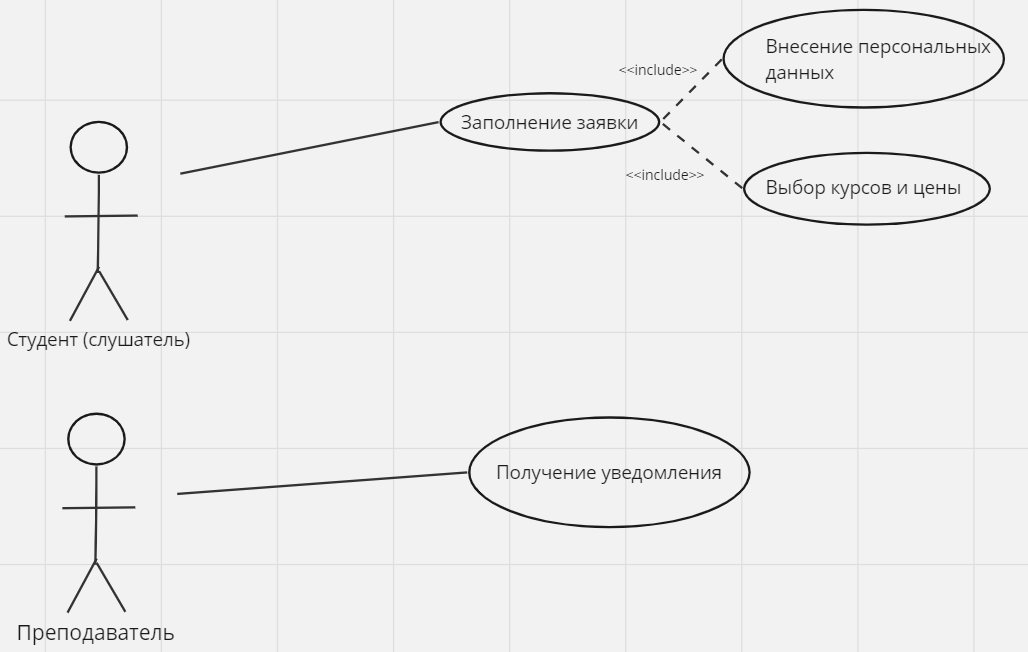 Внесение персональных
данных
<<include>>
Заполнение заявки
<<include>>
Выбор курсов и цены
Студент (слушатель)
Получение уведомления
Преподаватель